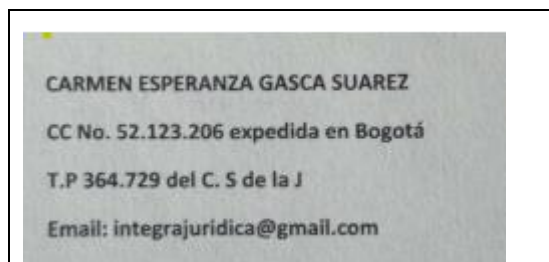 CARMEN ESPERANZA GASCA SUAREZ
CC No. 52.123.206 expedida en Bogotá
T.P 364.729 del C. S de la J
Email: integrajuridica@gmail.com